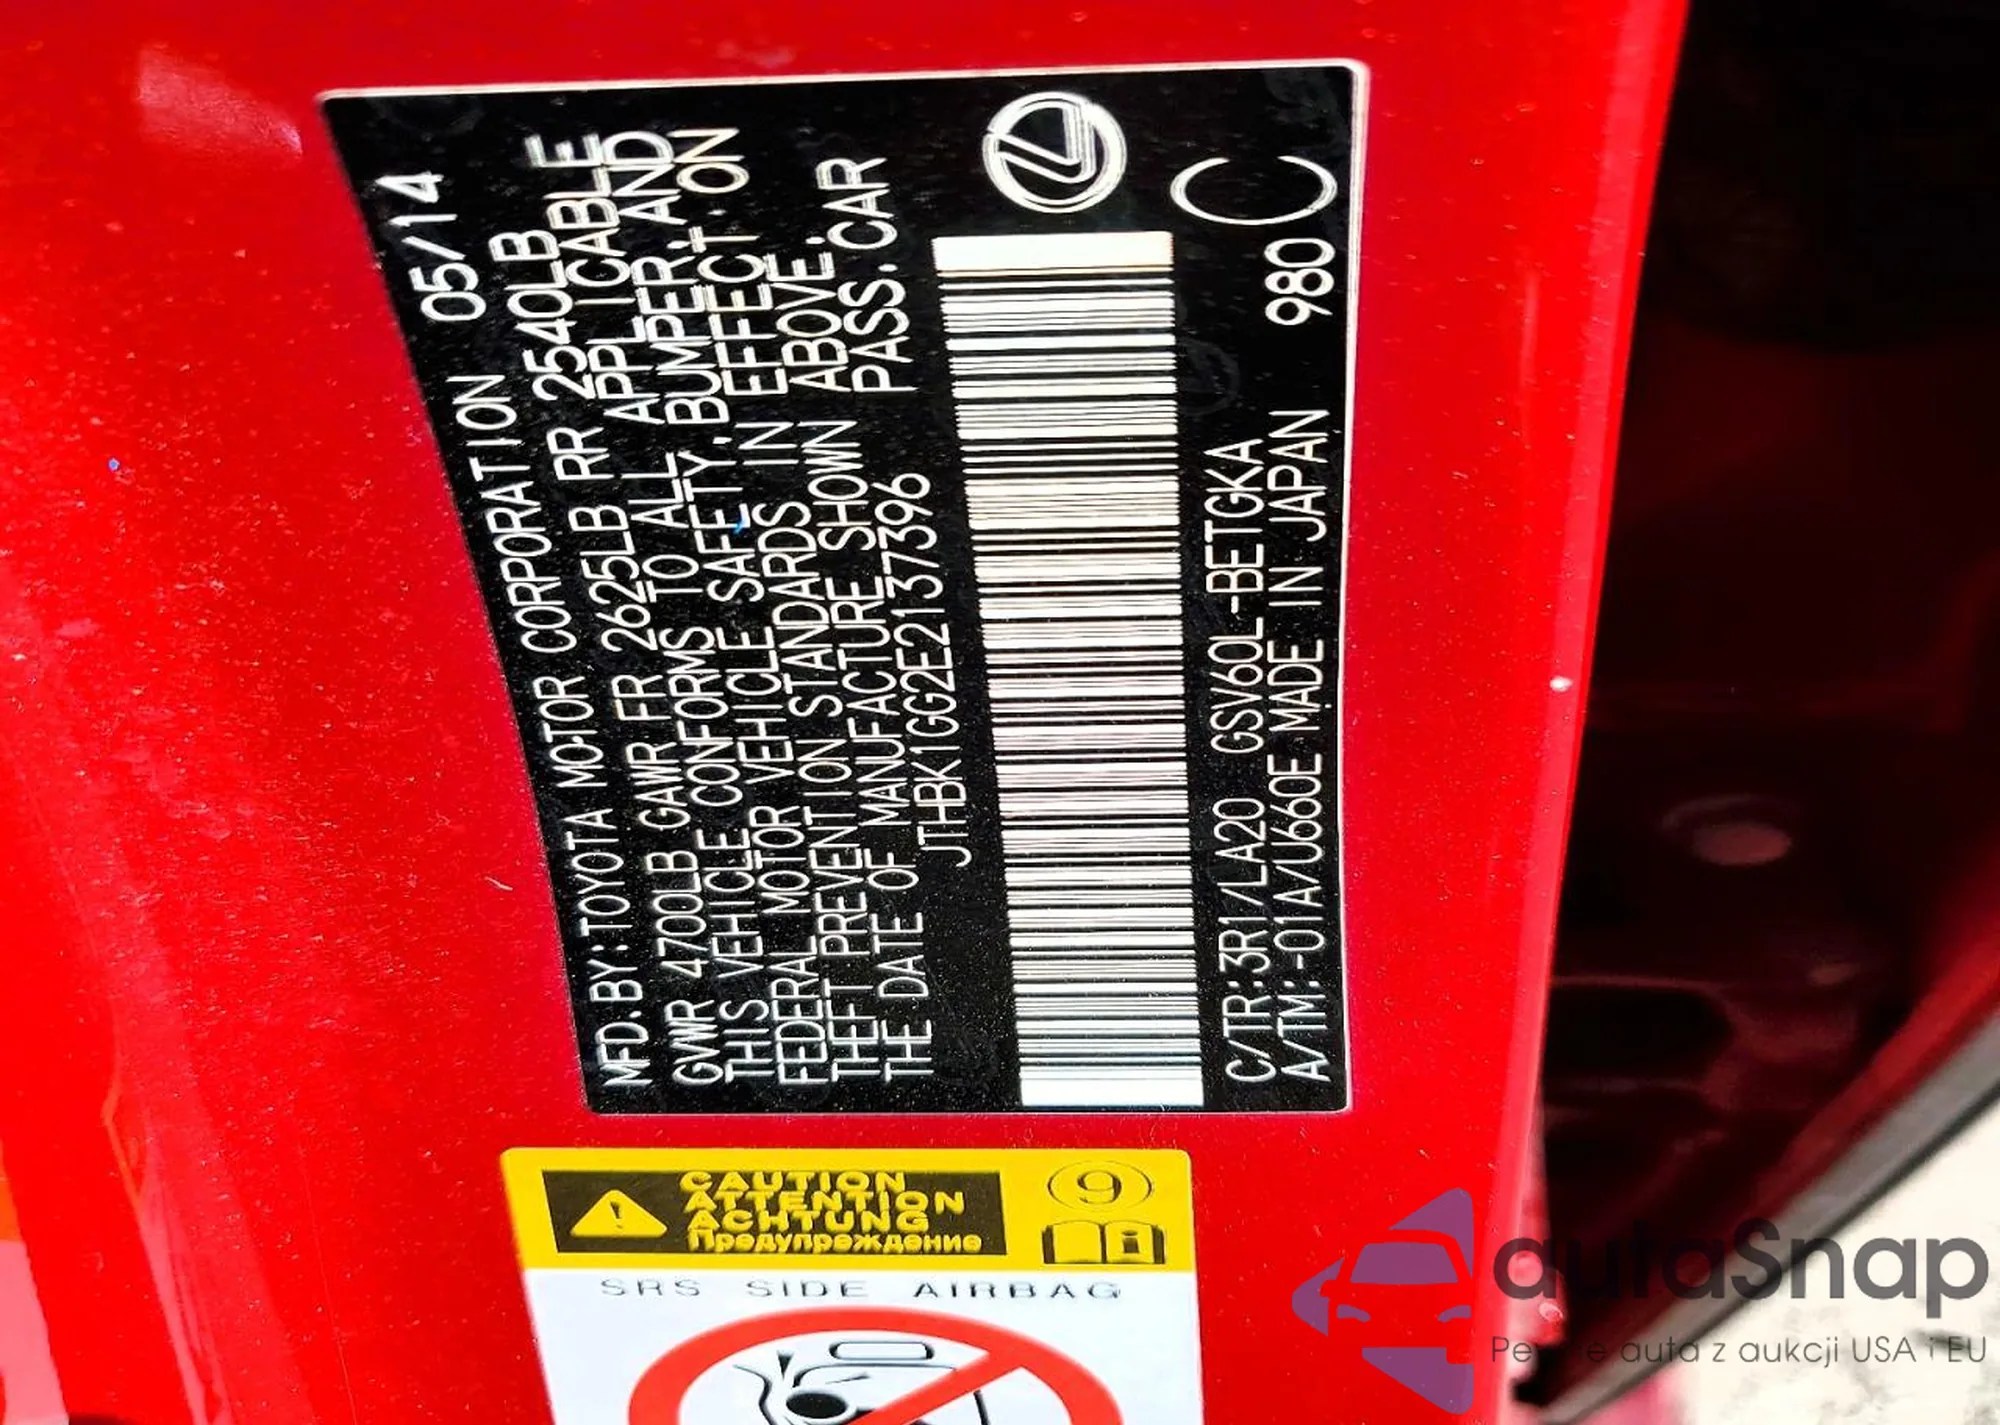 MFD.BY:TOYOTA MOTOR CORPORATION 05/14
GVWR 4700LB GAWR FR 2625LB RR 2540LB
THIS VEHICLE CONFORMS TO ALL APPLICABLE
FEDERAL MOTOR VEHICLE SAFETY,BUMPER,AND
THEFT PREVENTION STANDARDS IN EFFECT ON
THE DATE OF MANUFACTURE SHOWN ABOVE.
JTHBK1GG2E2137396 PASS.CAR
C/TR:3R1/LA20 GSV60L-BETGKA
A/TM:-01A/U660E MADE IN JAPAN 980
C
CAUTION
ATTENTION
ACHTUNG
Предупреждение
9
i
SRS SIDE AIRBAG
autaSnap
Pewne auta z aukcji USA i EU